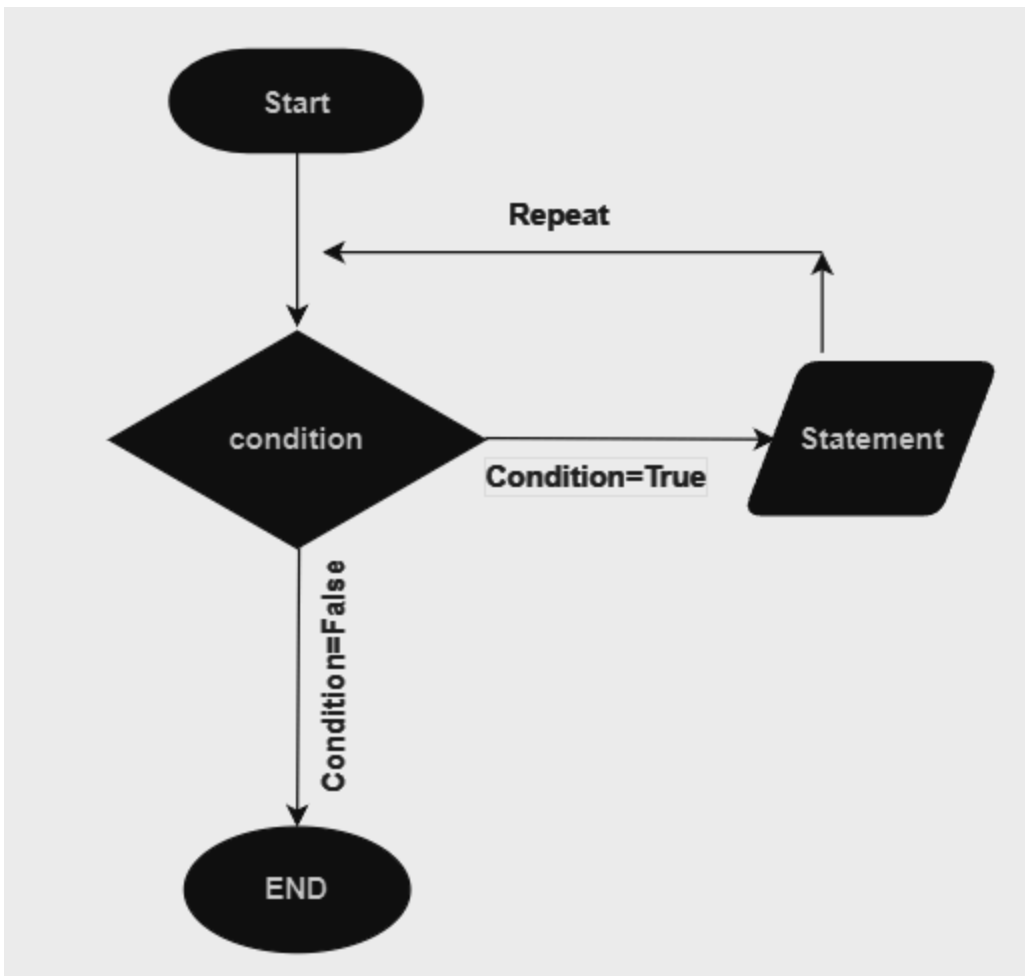 Start
Repeat
condition
Condition=True
Statement
Condition=False
END